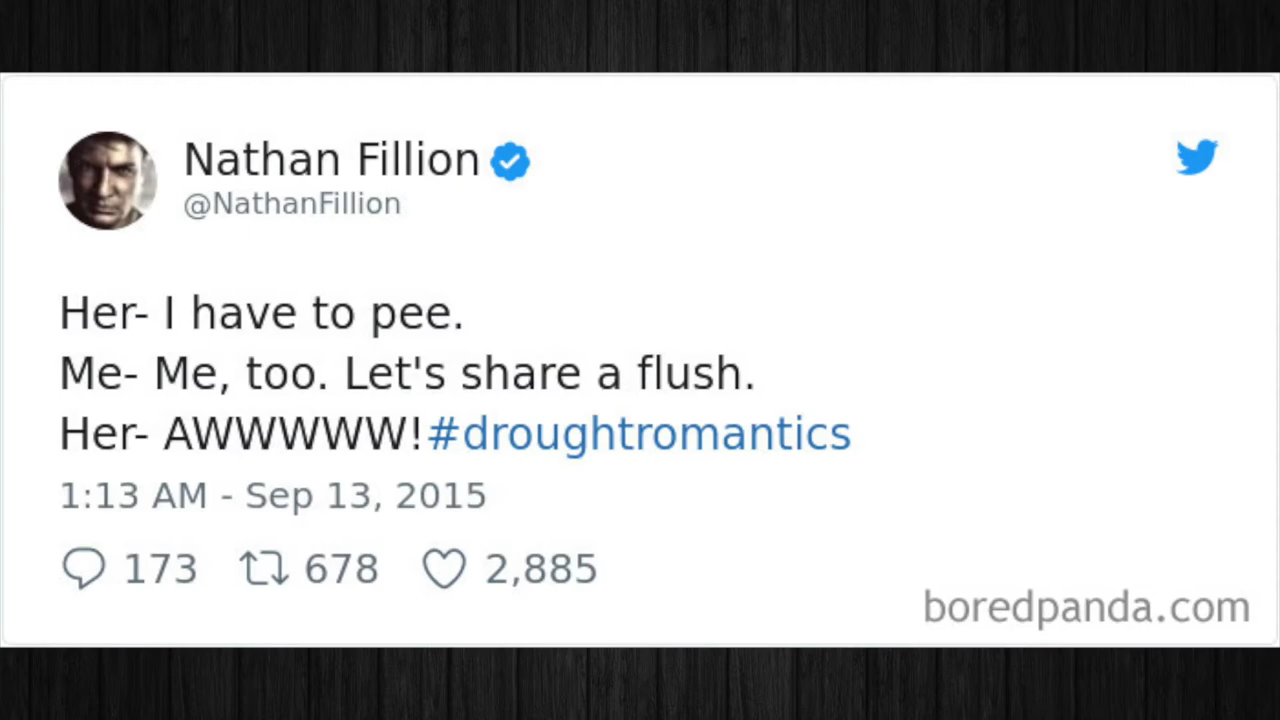 Nathan Fillion
@NathanFillion
Her- I have to pee.
Me- Me, too. Let's share a flush.
Her- AWWWWW!#droughtromantics
1:13 AM - Sep 13, 2015
173 678 2,885
boredpanda.com